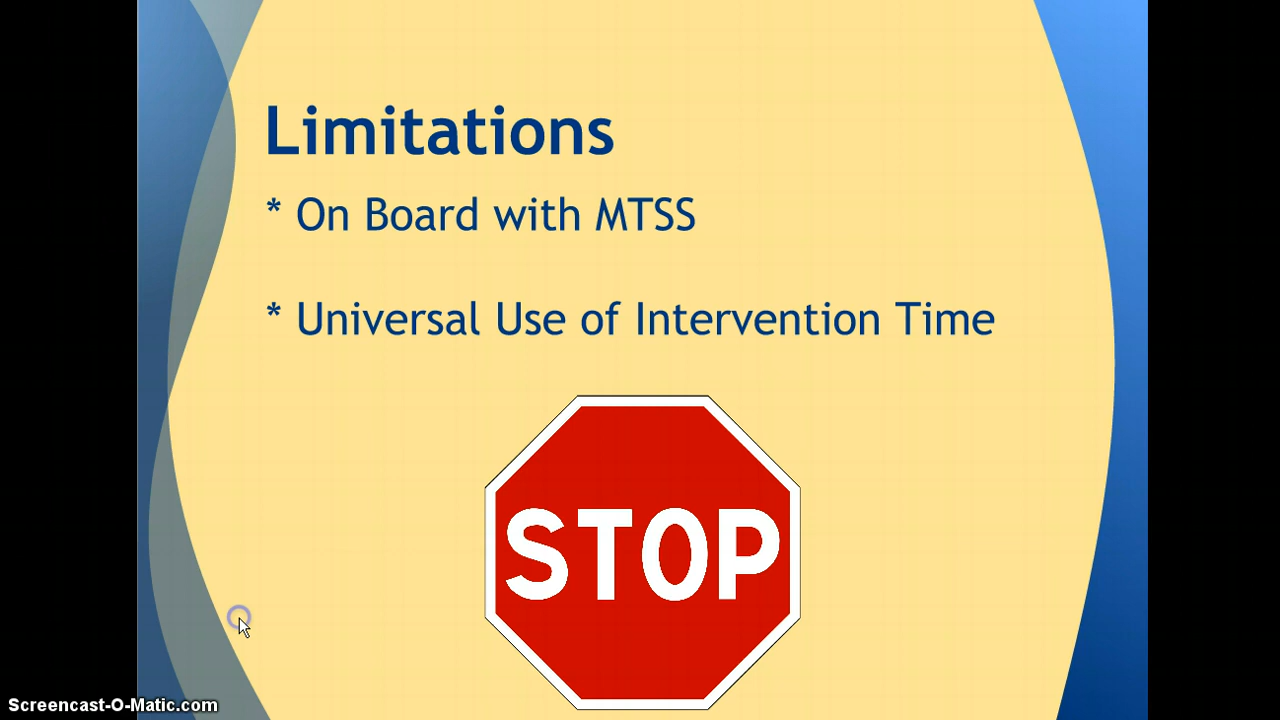 Limitations
* On Board with MTSS
* Universal Use of Intervention Time
STOP
Screencast-O-Matic.com